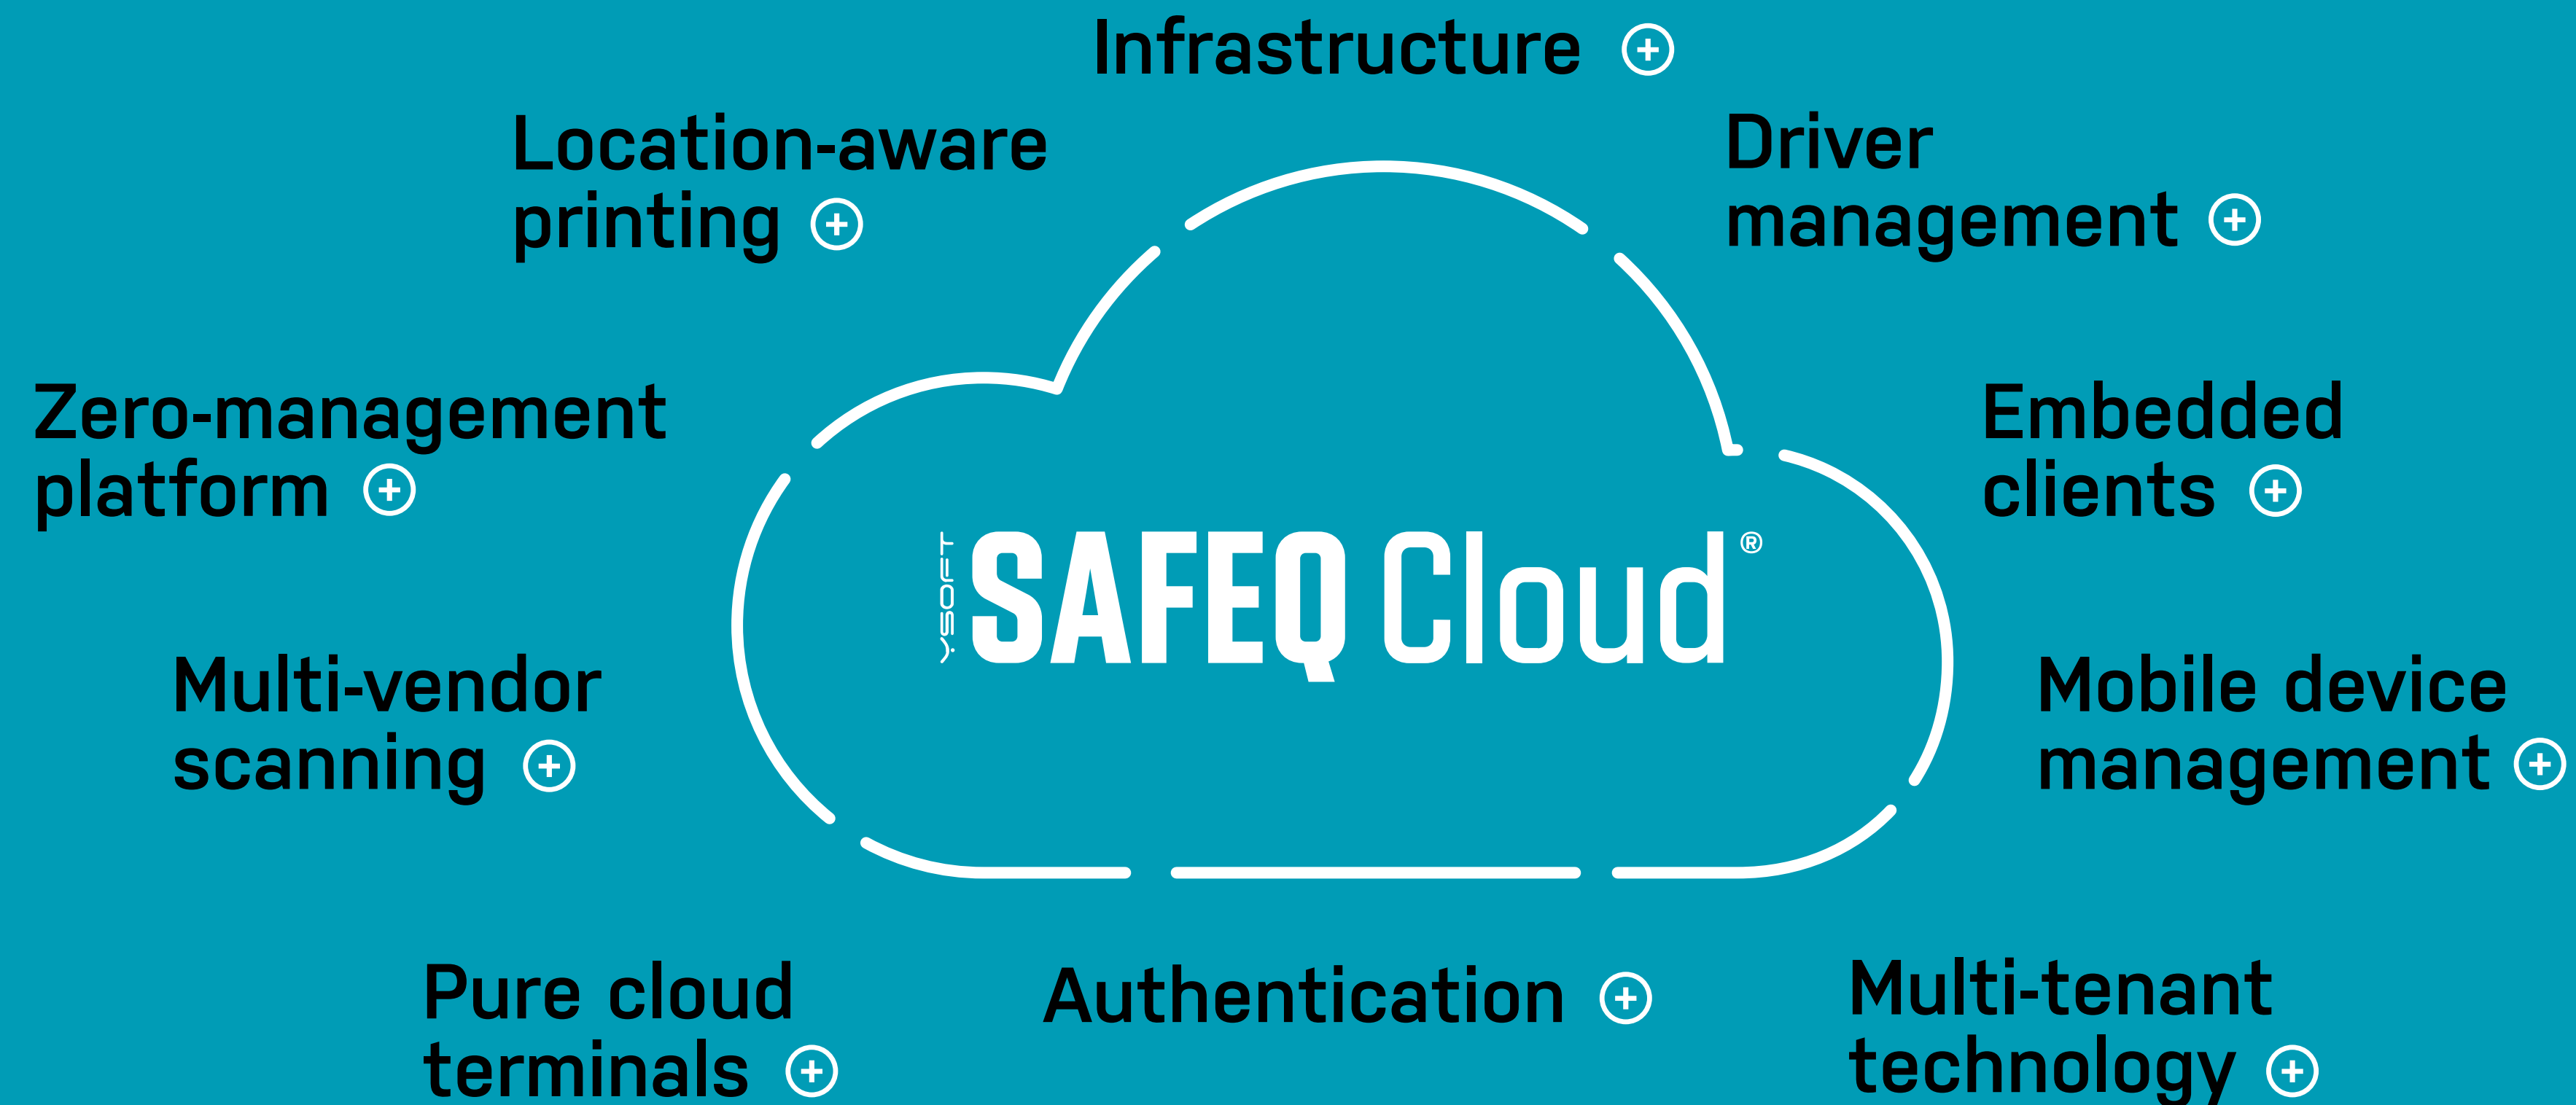 Infrastructure
Location-aware
printing
Driver
management
Zero-management
platform
Embedded
clients
YSOFT SAFEQ Cloud®
Multi-vendor
scanning
Mobile device
management
Pure cloud
terminals
Authentication
Multi-tenant
technology